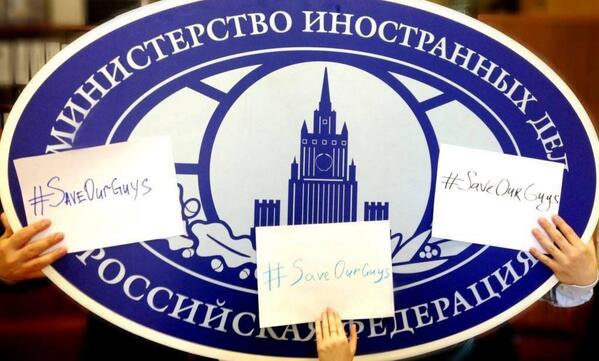 МИНИСТЕРСТВО ИНОСТРАННЫХ ДЕЛ
#SaveOurGuys
#SaveOurGuys
#SaveOurGuys
РОССИЙСКАЯ ФЕДЕРАЦИЯ